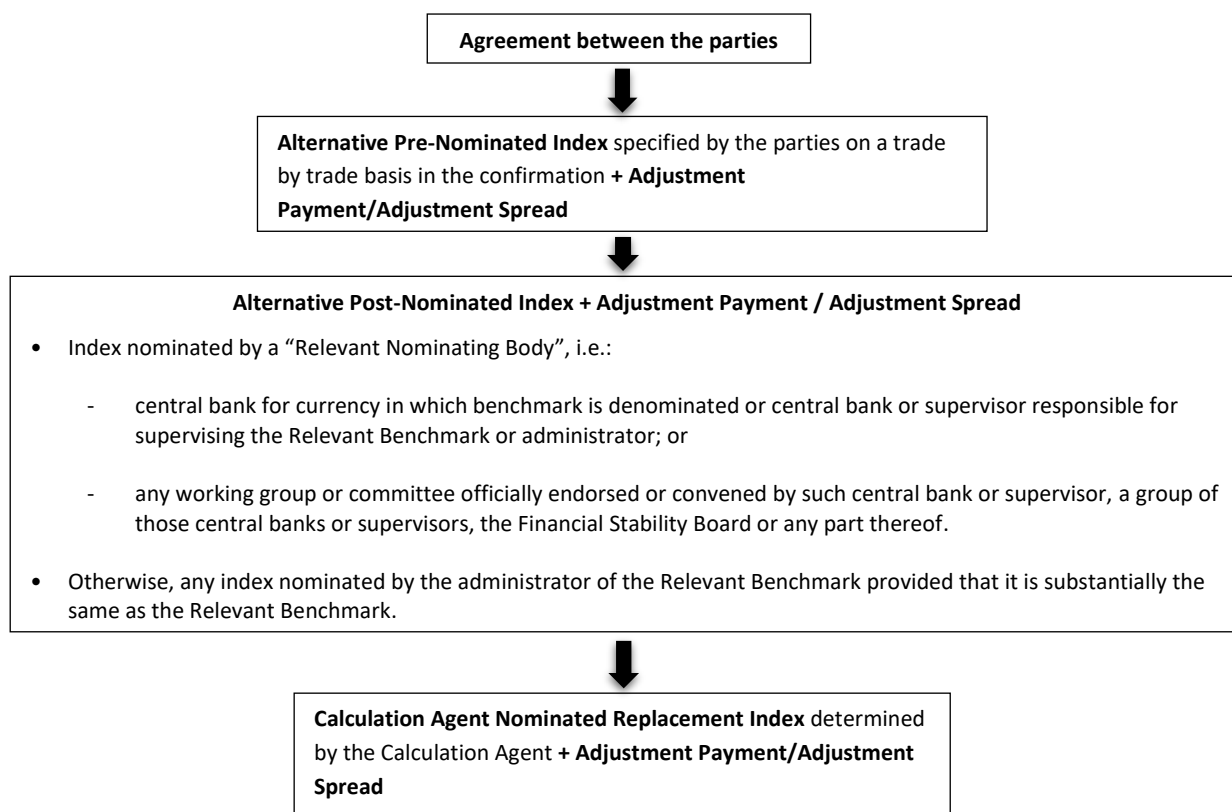 Agreement between the parties
Alternative Pre-Nominated Index specified by the parties on a trade
by trade basis in the confirmation + Adjustment
Payment/Adjustment Spread
Alternative Post-Nominated Index + Adjustment Payment / Adjustment Spread
• Index nominated by a “Relevant Nominating Body”, i.e.:
- central bank for currency in which benchmark is denominated or central bank or supervisor responsible for
supervising the Relevant Benchmark or administrator; or
- any working group or committee officially endorsed or convened by such central bank or supervisor, a group of
those central banks or supervisors, the Financial Stability Board or any part thereof.
• Otherwise, any index nominated by the administrator of the Relevant Benchmark provided that it is substantially the
same as the Relevant Benchmark.
Calculation Agent Nominated Replacement Index determined
by the Calculation Agent + Adjustment Payment/Adjustment
Spread